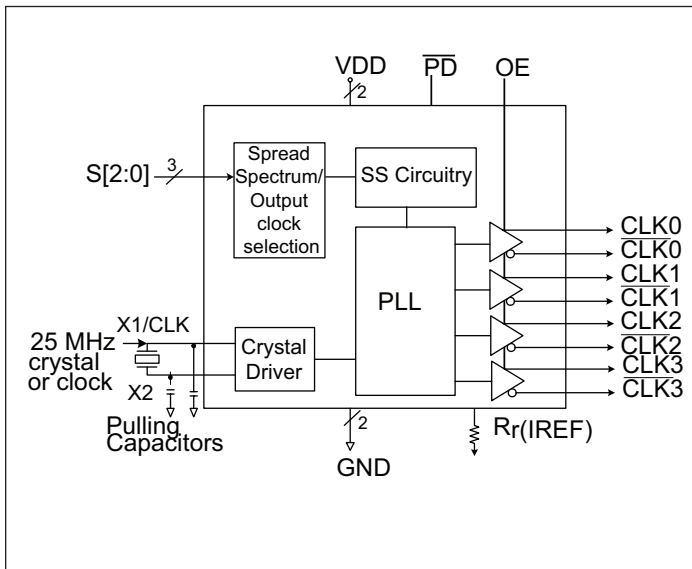 VDD
PD
OE
2
S[2:0]
3
Spread
Spectrum/
Output
clock
selection
SS Circuitry
PLL
CLK0
CLK0
CLK1
CLK1
CLK2
CLK2
CLK3
CLK3
X1/CLK
25 MHz
crystal
or clock
X2
Crystal
Driver
Pulling
Capacitors
2
GND
Rr(IREF)